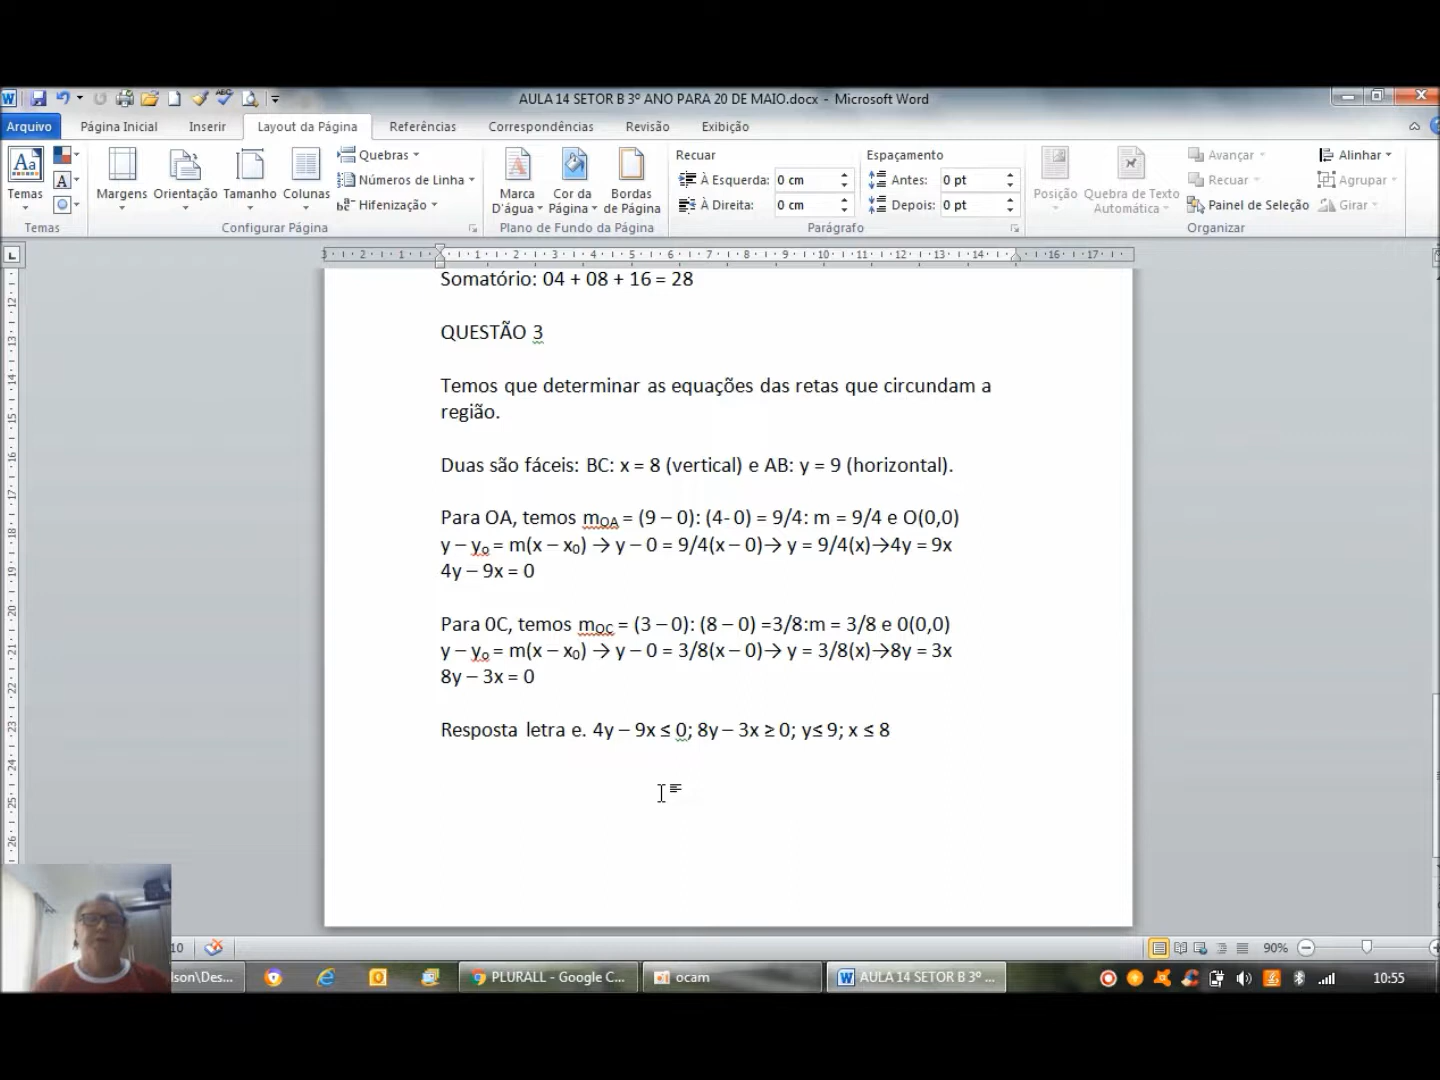 AULA 14 SETOR B 3º ANO PARA 20 DE MAIO.docx - Microsoft Word
Arquivo Página Inicial Inserir Layout da Página Referências Correspondências Revisão Exibição
Temas
Margens Orientação Tamanho Colunas
Quebras
Números de Linha
Hifenização
Marca D'água
Cor da Página
Bordas de Página
Recuar
À Esquerda: 0 cm
À Direita: 0 cm
Espaçamento
Antes: 0 pt
Depois: 0 pt
Posição
Quebra de Texto Automática
Avançar
Recuar
Painel de Seleção
Alinhar
Agrupar
Girar
Temas Configurar Página Plano de Fundo da Página Parágrafo Organizar
Somatório: 04 + 08 + 16 = 28
QUESTÃO 3
Temos que determinar as equações das retas que circundam a
região.
Duas são fáceis: BC: x = 8 (vertical) e AB: y = 9 (horizontal).
Para OA, temos mOA = (9 – 0): (4- 0) = 9/4: m = 9/4 e O(0,0)
y – yo = m(x – x0) → y – 0 = 9/4(x – 0)→ y = 9/4(x)→4y = 9x
4y – 9x = 0
Para 0C, temos mOC = (3 – 0): (8 – 0) =3/8:m = 3/8 e 0(0,0)
y – yo = m(x – x0) → y – 0 = 3/8(x – 0)→ y = 3/8(x)→8y = 3x
8y – 3x = 0
Resposta letra e. 4y – 9x ≤ 0; 8y – 3x ≥ 0; y≤ 9; x ≤ 8
10
90%
lson\Des... PLURALL - Google C... ocam AULA 14 SETOR B 3º ... 10:55